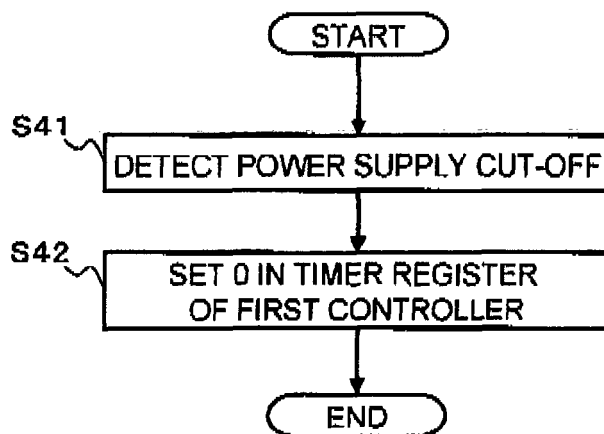 START
S41
DETECT POWER SUPPLY CUT-OFF
S42
SET 0 IN TIMER REGISTER
OF FIRST CONTROLLER
END